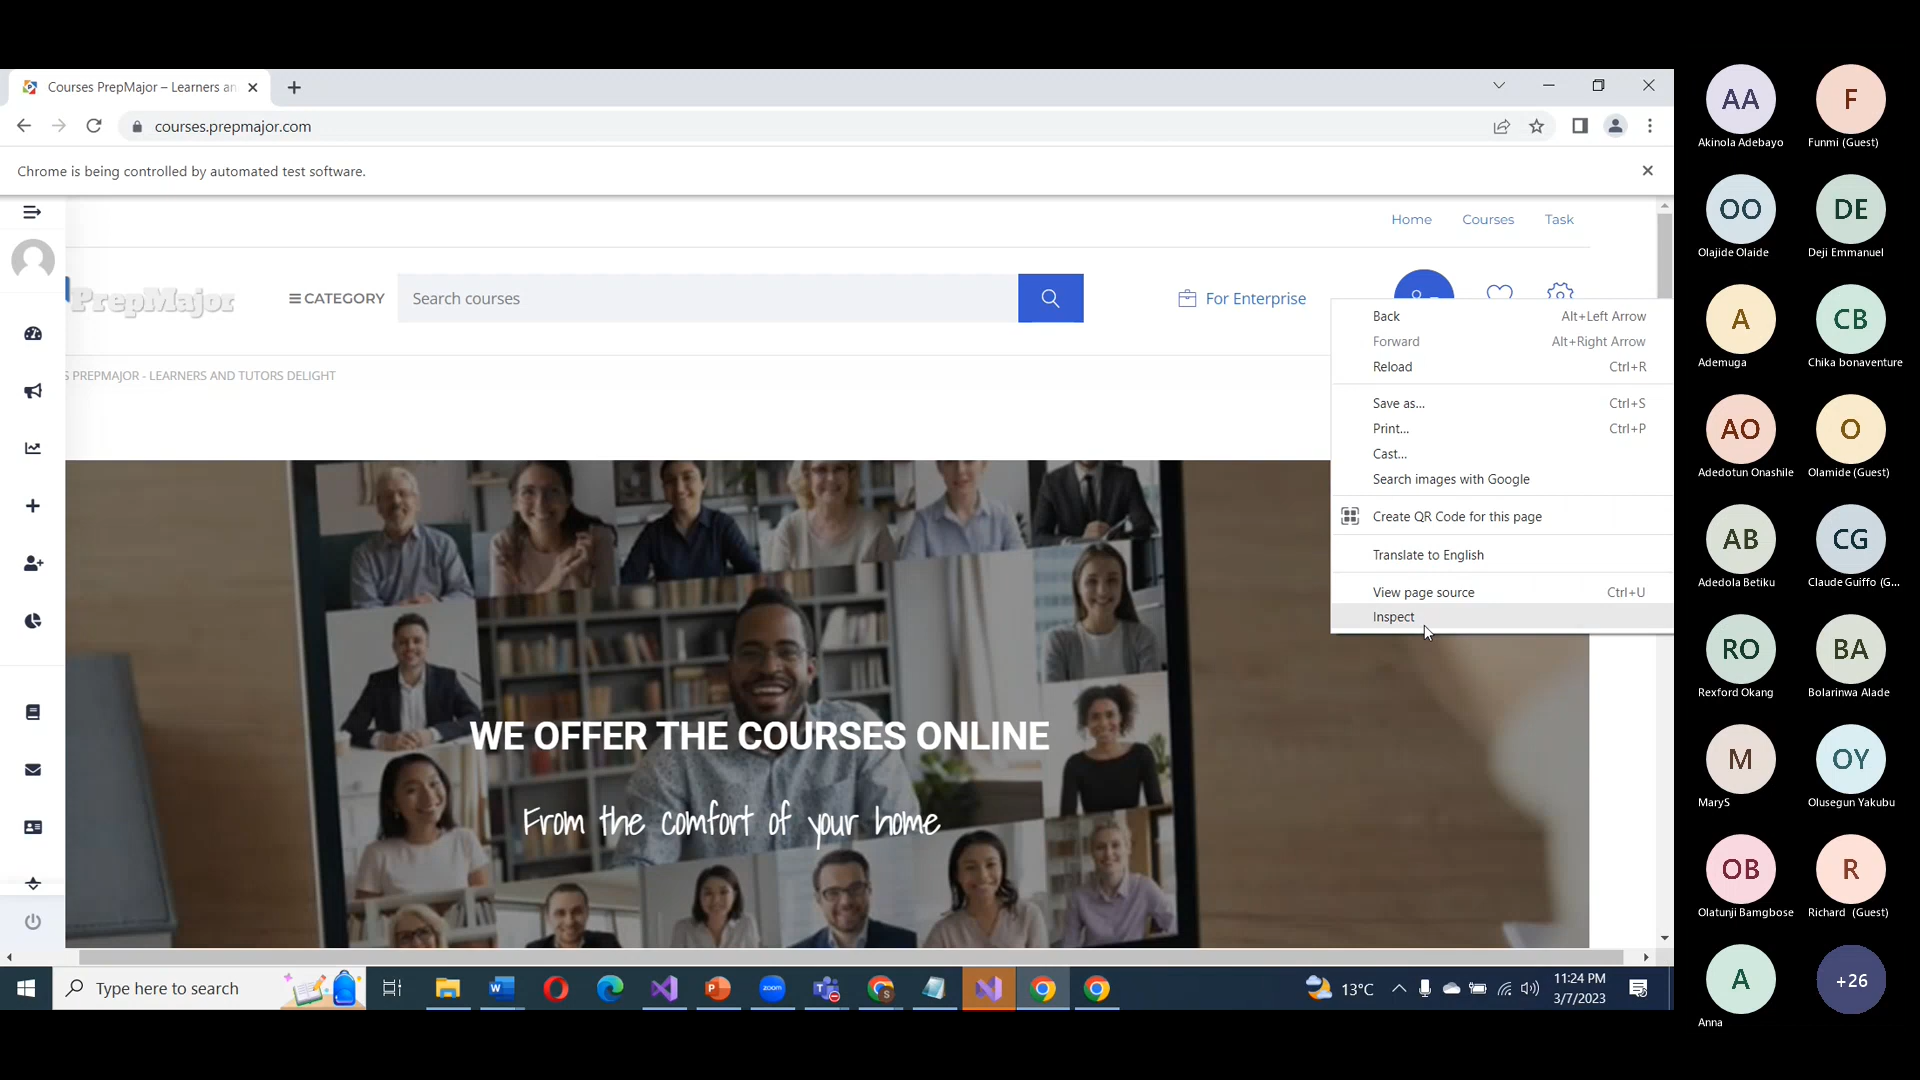 Courses PrepMajor – Learners an
courses.prepmajor.com
Chrome is being controlled by automated test software.
Home Courses Task
PrepMajor
CATEGORY
Search courses
For Enterprise
S PREPMAJOR - LEARNERS AND TUTORS DELIGHT
Back Alt+Left Arrow
Forward Alt+Right Arrow
Reload Ctrl+R
Save as... Ctrl+S
Print... Ctrl+P
Cast...
Search images with Google
Create QR Code for this page
Translate to English
View page source Ctrl+U
Inspect
WE OFFER THE COURSES ONLINE
From the comfort of your home
Type here to search
W
P
zoom
T
S
13°C
11:24 PM
3/7/2023
AA F
Akinola Adebayo Funmi (Guest)
OO DE
Olajide Olaide Deji Emmanuel
A CB
Ademuga Chika bonaventure
AO O
Adedotun Onashile Olamide (Guest)
AB CG
Adedola Betiku Claude Guiffo (G...
RO BA
Rexford Okang Bolarinwa Alade
M OY
MaryS Olusegun Yakubu
OB R
Olatunji Bamgbose Richard (Guest)
A +26
Anna